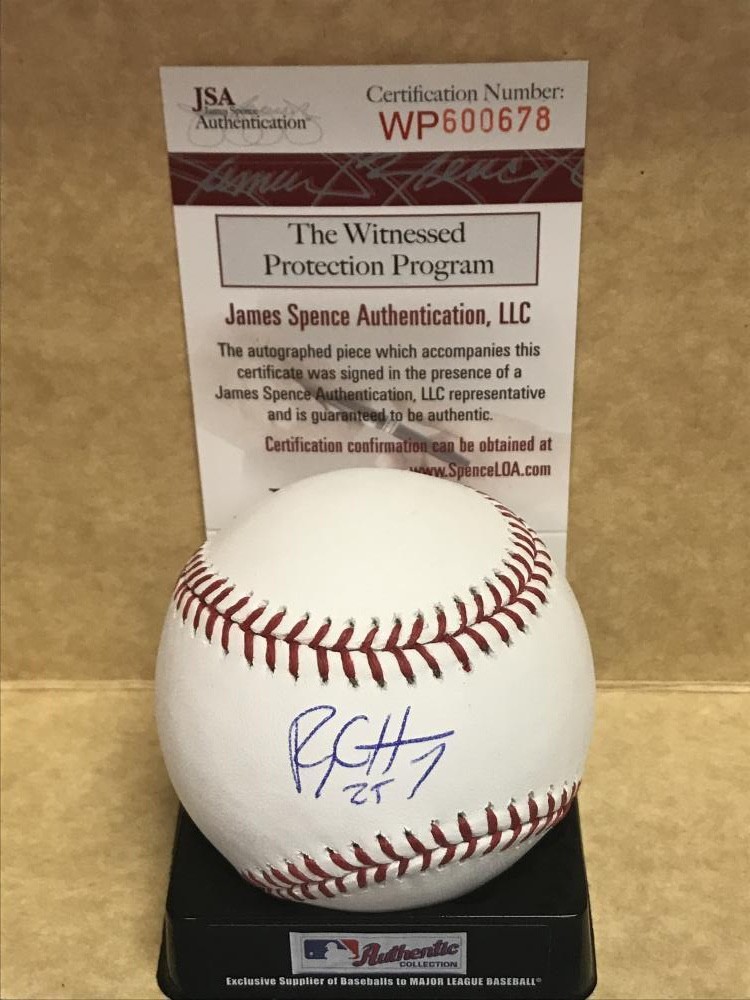 JSA
James Spence
Authentication
Certification Number:
WP600678
The Witnessed
Protection Program
James Spence Authentication, LLC
The autographed piece which accompanies this
certificate was signed in the presence of a
James Spence Authentication, LLC representative
and is guaranteed to be authentic.
Certification confirmation can be obtained at
www.SpenceLOA.com
25
Authentic
COLLECTION
Exclusive Supplier of Baseballs to MAJOR LEAGUE BASEBALL®